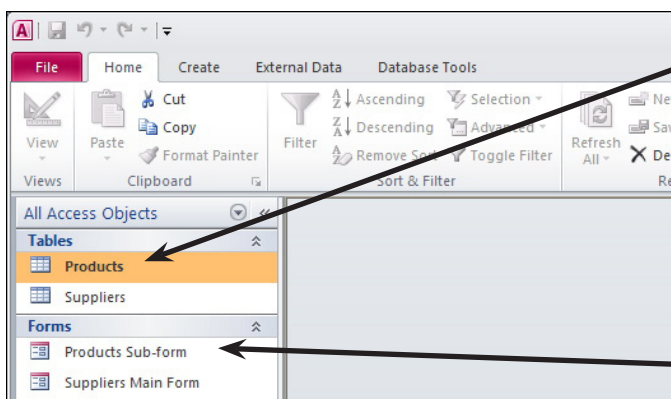 A
File Home Create External Data Database Tools
View
Views
Paste
Cut
Copy
Format Painter
Clipboard
Filter
Ascending
Descending
Remove Sort
Selection
Advanced
Toggle Filter
Sort & Filter
Refresh
All
All Access Objects
Tables
Products
Suppliers
Forms
Products Sub-form
Suppliers Main Form